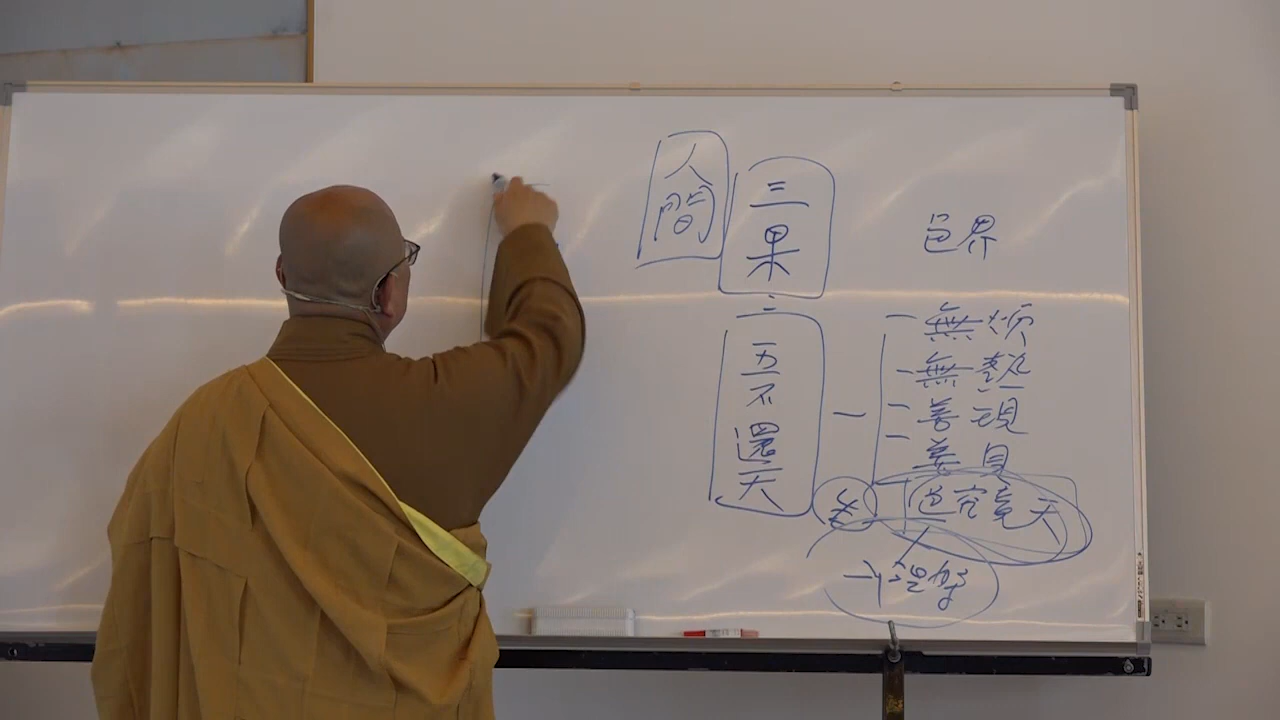 人間
三果
色界
五不還天
無煩
無熱
善現
善見
色究竟天
涅槃